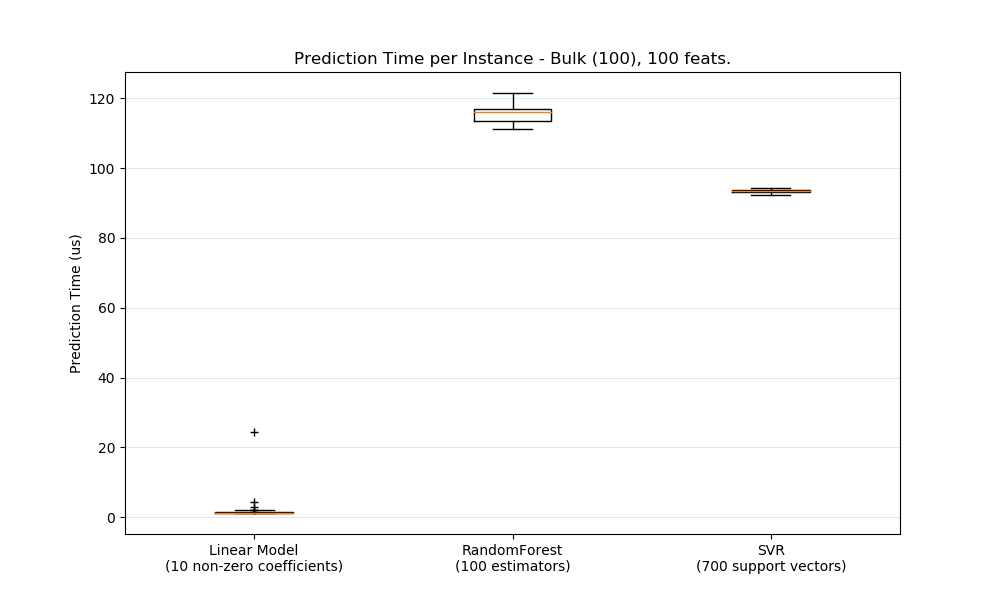 Prediction Time per Instance - Bulk (100), 100 feats.
120
100
80
60
40
20
0
Prediction Time (us)
Linear Model
(10 non-zero coefficients)
RandomForest
(100 estimators)
SVR
(700 support vectors)